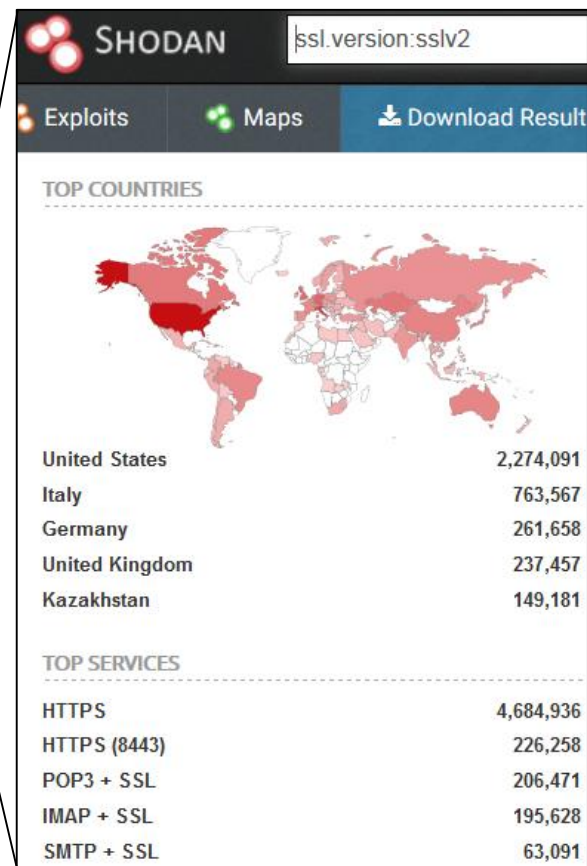 SHODAN ssl.version:sslv2
Exploits Maps Download Result
TOP COUNTRIES
United States 2,274,091
Italy 763,567
Germany 261,658
United Kingdom 237,457
Kazakhstan 149,181
TOP SERVICES
HTTPS 4,684,936
HTTPS (8443) 226,258
POP3 + SSL 206,471
IMAP + SSL 195,628
SMTP + SSL 63,091